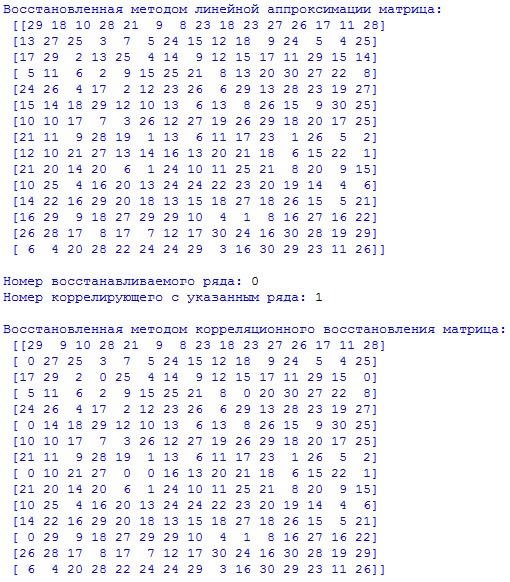 Восстановленная методом линейной аппроксимации матрица:
[[29 18 10 28 21  9  8 23 18 23 27 26 17 11 28]
[13 27 25  3  7  5 24 15 12 18  9 24  5  4 25]
[17 29  2 13 25  4 14  9 12 15 17 11 29 15 14]
[ 5 11  6  2  9 15 25 21  8 13 20 30 27 22  8]
[24 26  4 17  2 12 23 26  6 29 13 28 23 19 27]
[15 14 18 29 12 10 13  6 13  8 26 15  9 30 25]
[10 10 17  7  3 26 12 27 19 26 29 18 20 17 25]
[21 11  9 28 19  1 13  6 11 17 23  1 26  5  2]
[12 10 21 27 13 14 16 13 20 21 18  6 15 22  1]
[21 20 14 20  6  1 24 10 11 25 21  8 20  9 15]
[10 25  4 16 20 13 24 24 22 23 20 19 14  4  6]
[14 22 16 29 20 18 13 15 18 27 18 26 15  5 21]
[16 29  9 18 27 29 29 10  4  1  8 16 27 16 22]
[26 28 17  8 17  7 12 17 30 24 16 30 28 19 29]
[ 6  4 20 28 22 24 24 29  3 16 30 29 23 11 26]]
Номер восстанавливаемого ряда: 0
Номер коррелирующего с указанным ряда: 1
Восстановленная методом корреляционного восстановления матрица:
[[29  9 10 28 21  9  8 23 18 23 27 26 17 11 28]
[ 0 27 25  3  7  5 24 15 12 18  9 24  5  4 25]
[17 29  2  0 25  4 14  9 12 15 17 11 29 15  0]
[ 5 11  6  2  9 15 25 21  8  0 20 30 27 22  8]
[24 26  4 17  2 12 23 26  6 29 13 28 23 19 27]
[ 0 14 18 29 12 10 13  6 13  8 26 15  9 30 25]
[10 10 17  7  3 26 12 27 19 26 29 18 20 17 25]
[21 11  9 28 19  1 13  6 11 17 23  1 26  5  2]
[ 0 10 21 27  0  0 16 13 20 21 18  6 15 22  1]
[21 20 14 20  6  1 24 10 11 25 21  8 20  9 15]
[10 25  4 16 20 13 24 24 22 23 20 19 14  4  6]
[14 22 16 29 20 18 13 15 18 27 18 26 15  5 21]
[ 0 29  9 18 27 29 29 10  4  1  8 16 27 16 22]
[26 28 17  8 17  7 12 17 30 24 16 30 28 19 29]
[ 6  4 20 28 22 24 24 29  3 16 30 29 23 11 26]]